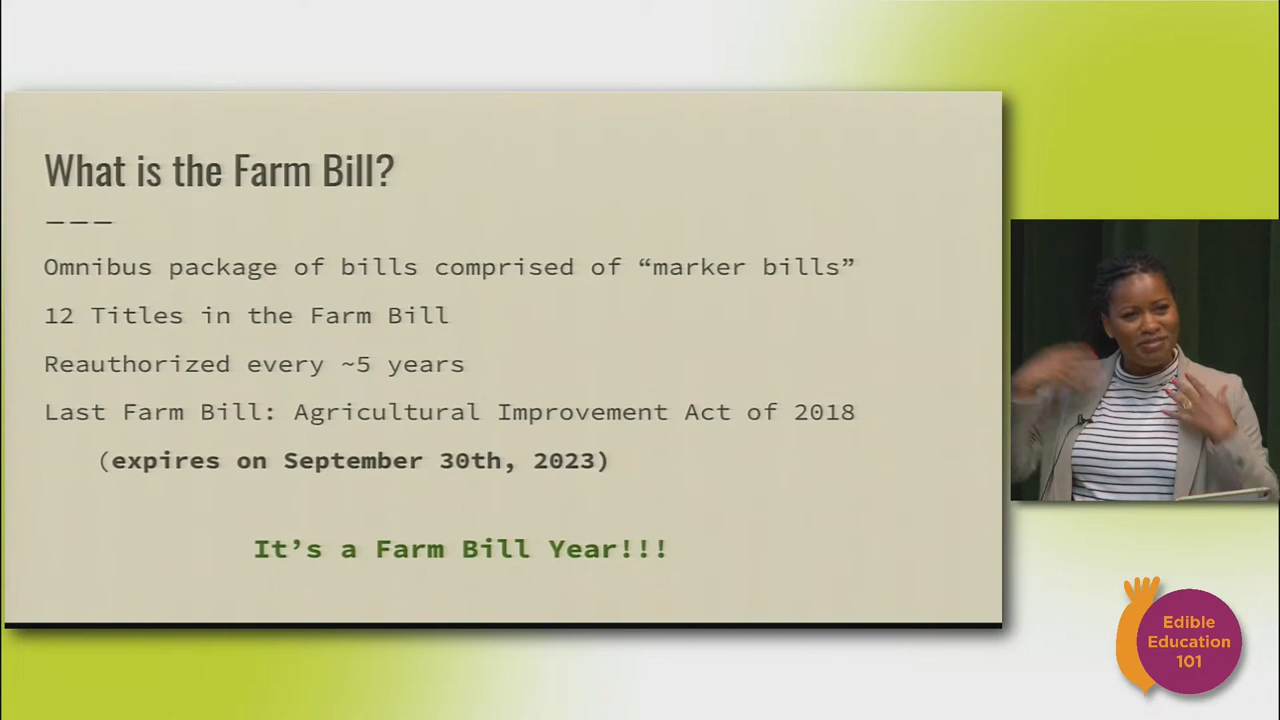 What is the Farm Bill?
———
Omnibus package of bills comprised of “marker bills”
12 Titles in the Farm Bill
Reauthorized every ~5 years
Last Farm Bill: Agricultural Improvement Act of 2018
(expires on September 30th, 2023)
It’s a Farm Bill Year!!!
Edible
Education
101